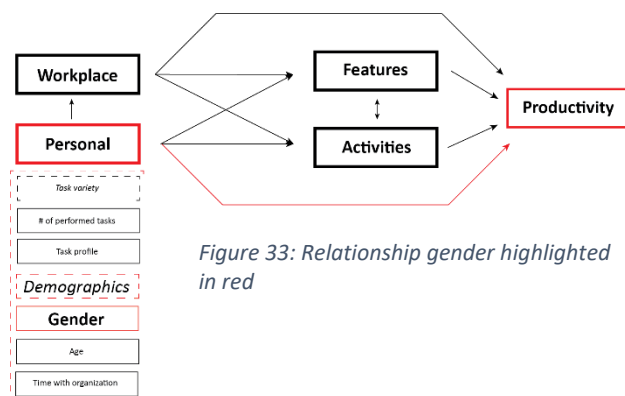 Workplace
Features
Productivity
Personal
Activities
Task variety
# of performed tasks
Task profile
Demographics
Gender
Age
Time with organization
Figure 33: Relationship gender highlighted
in red